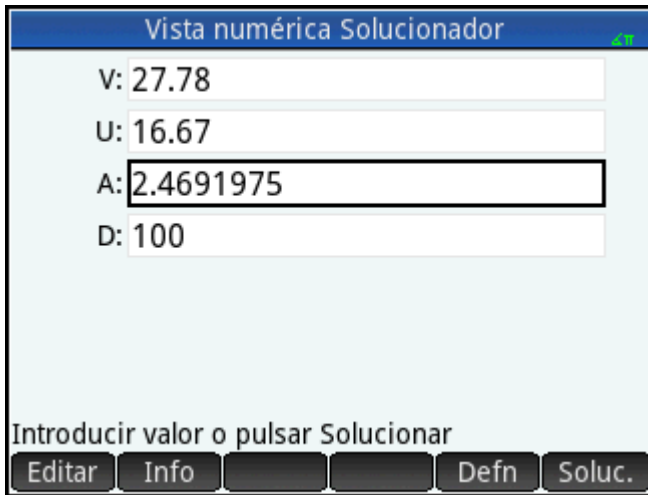 Vista numérica Solucionador ∡π
V: 27.78
U: 16.67
A: 2.4691975
D: 100
Introducir valor o pulsar Solucionar
Editar Info Defn Soluc.